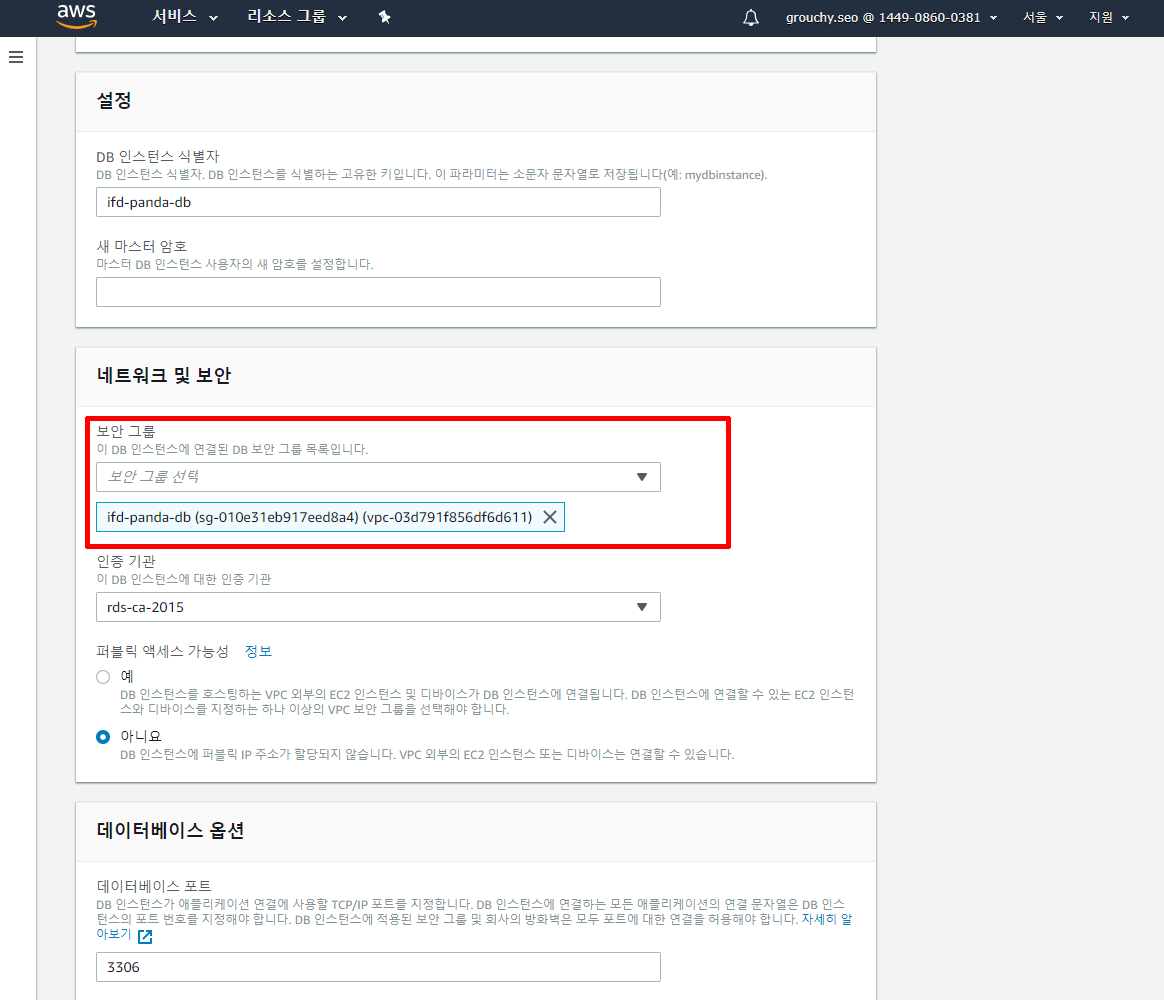 aws 서비스 리소스 그룹 grouchy.seo @ 1449-0860-0381 서울 지원
설정
DB 인스턴스 식별자
DB 인스턴스 식별자. DB 인스턴스를 식별하는 고유한 키입니다. 이 파라미터는 소문자 문자열로 저장됩니다(예: mydbinstance).
ifd-panda-db
새 마스터 암호
마스터 DB 인스턴스 사용자의 새 암호를 설정합니다.
네트워크 및 보안
보안 그룹
이 DB 인스턴스에 연결된 DB 보안 그룹 목록입니다.
보안 그룹 선택
ifd-panda-db (sg-010e31eb917eed8a4) (vpc-03d791f856df6d611)
인증 기관
이 DB 인스턴스에 대한 인증 기관
rds-ca-2015
퍼블릭 액세스 가능성 정보
예
DB 인스턴스를 호스팅하는 VPC 외부의 EC2 인스턴스 및 디바이스가 DB 인스턴스에 연결됩니다. DB 인스턴스에 연결할 수 있는 EC2 인스턴
스와 디바이스를 지정하는 하나 이상의 VPC 보안 그룹을 선택해야 합니다.
아니요
DB 인스턴스에 퍼블릭 IP 주소가 할당되지 않습니다. VPC 외부의 EC2 인스턴스 또는 디바이스는 연결할 수 있습니다.
데이터베이스 옵션
데이터베이스 포트
DB 인스턴스가 애플리케이션 연결에 사용할 TCP/IP 포트를 지정합니다. DB 인스턴스에 연결하는 모든 애플리케이션의 연결 문자열은 DB 인스
턴스의 포트 번호를 지정해야 합니다. DB 인스턴스에 적용된 보안 그룹 및 회사의 방화벽은 모두 포트에 대한 연결을 허용해야 합니다. 자세히 알
아보기
3306